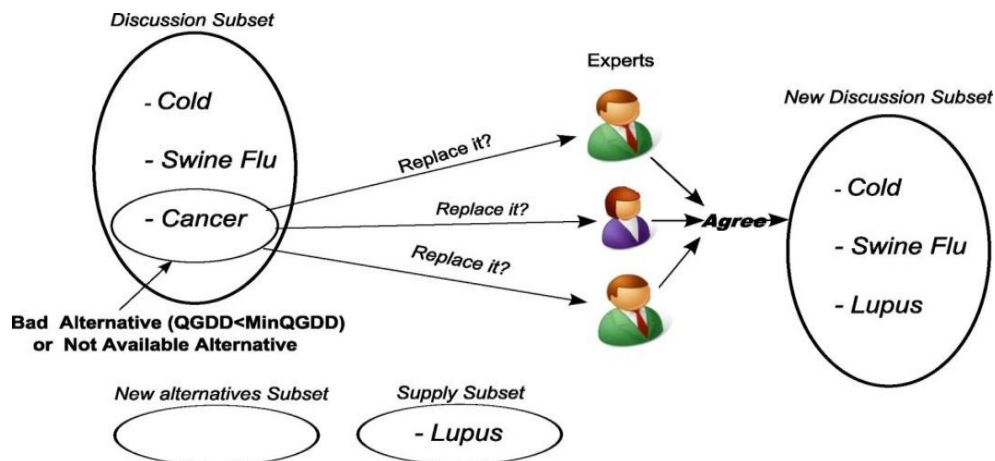 Discussion Subset
- Cold
- Swine Flu
- Cancer
Bad Alternative (QGDD<MinQGDD)
or Not Available Alternative
Replace it?
Replace it?
Replace it?
Experts
Agree
New Discussion Subset
- Cold
- Swine Flu
- Lupus
New alternatives Subset
Supply Subset
- Lupus